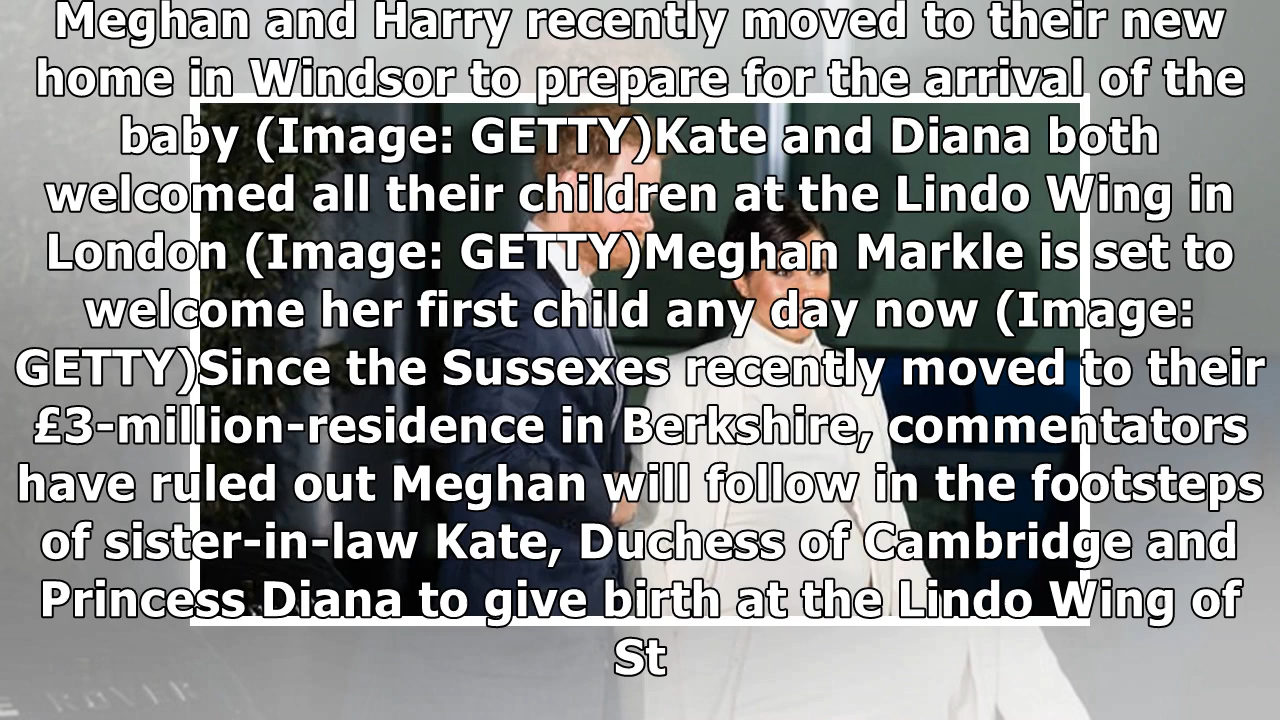 Meghan and Harry recently moved to their new
home in Windsor to prepare for the arrival of the
baby (Image: GETTY)Kate and Diana both
welcomed all their children at the Lindo Wing in
London (Image: GETTY)Meghan Markle is set to
welcome her first child any day now (Image:
GETTY)Since the Sussexes recently moved to their
£3-million-residence in Berkshire, commentators
have ruled out Meghan will follow in the footsteps
of sister-in-law Kate, Duchess of Cambridge and
Princess Diana to give birth at the Lindo Wing of
St